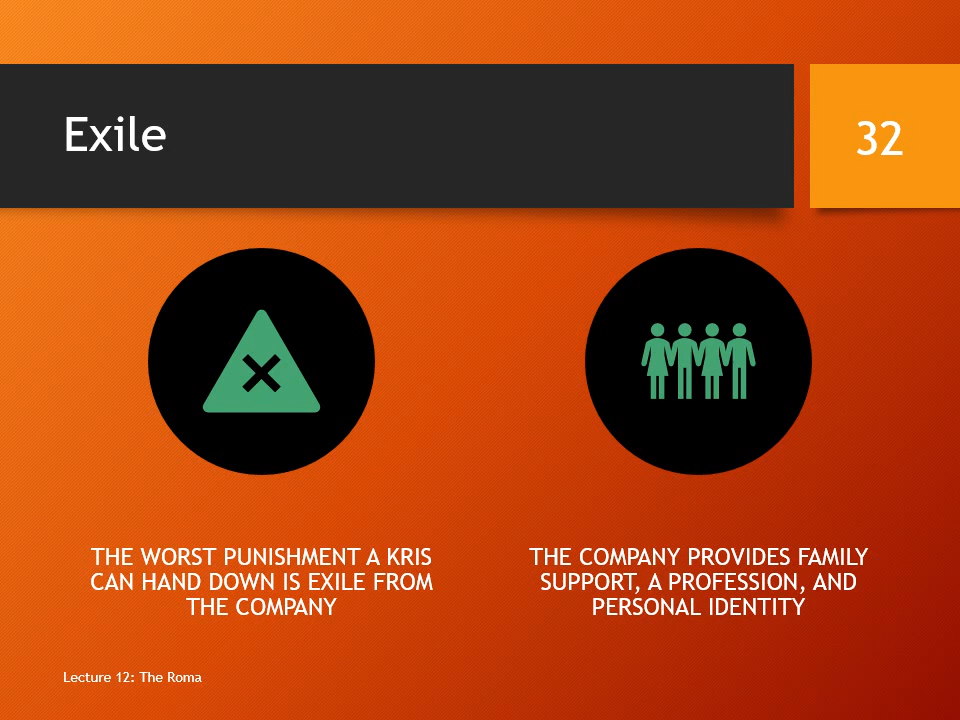 Exile
32
THE WORST PUNISHMENT A KRIS
CAN HAND DOWN IS EXILE FROM
THE COMPANY
THE COMPANY PROVIDES FAMILY
SUPPORT, A PROFESSION, AND
PERSONAL IDENTITY
Lecture 12: The Roma